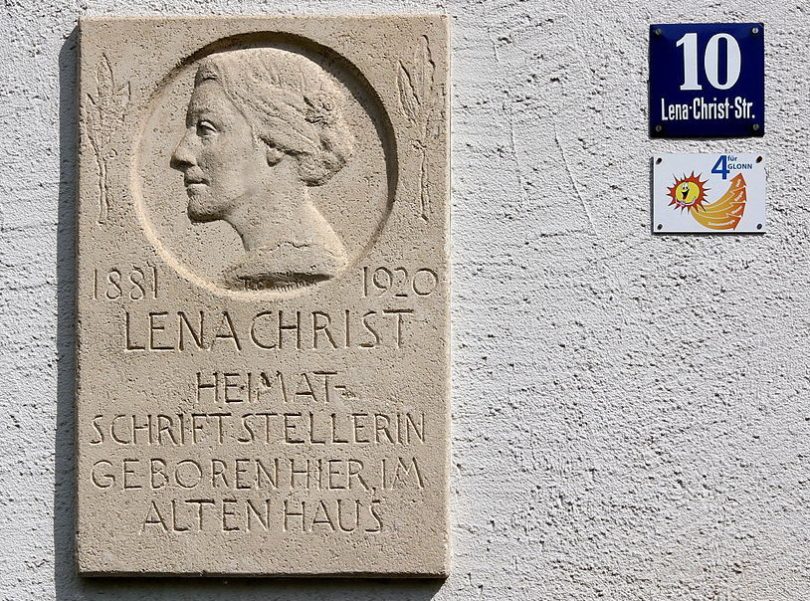 1881 1920
LENA CHRIST
HEIMAT-
SCHRIFTSTELLERIN
GEBOREN HIER, IM
ALTEN HAUS
10
Lena-Christ-Str.
4 für
GLONN